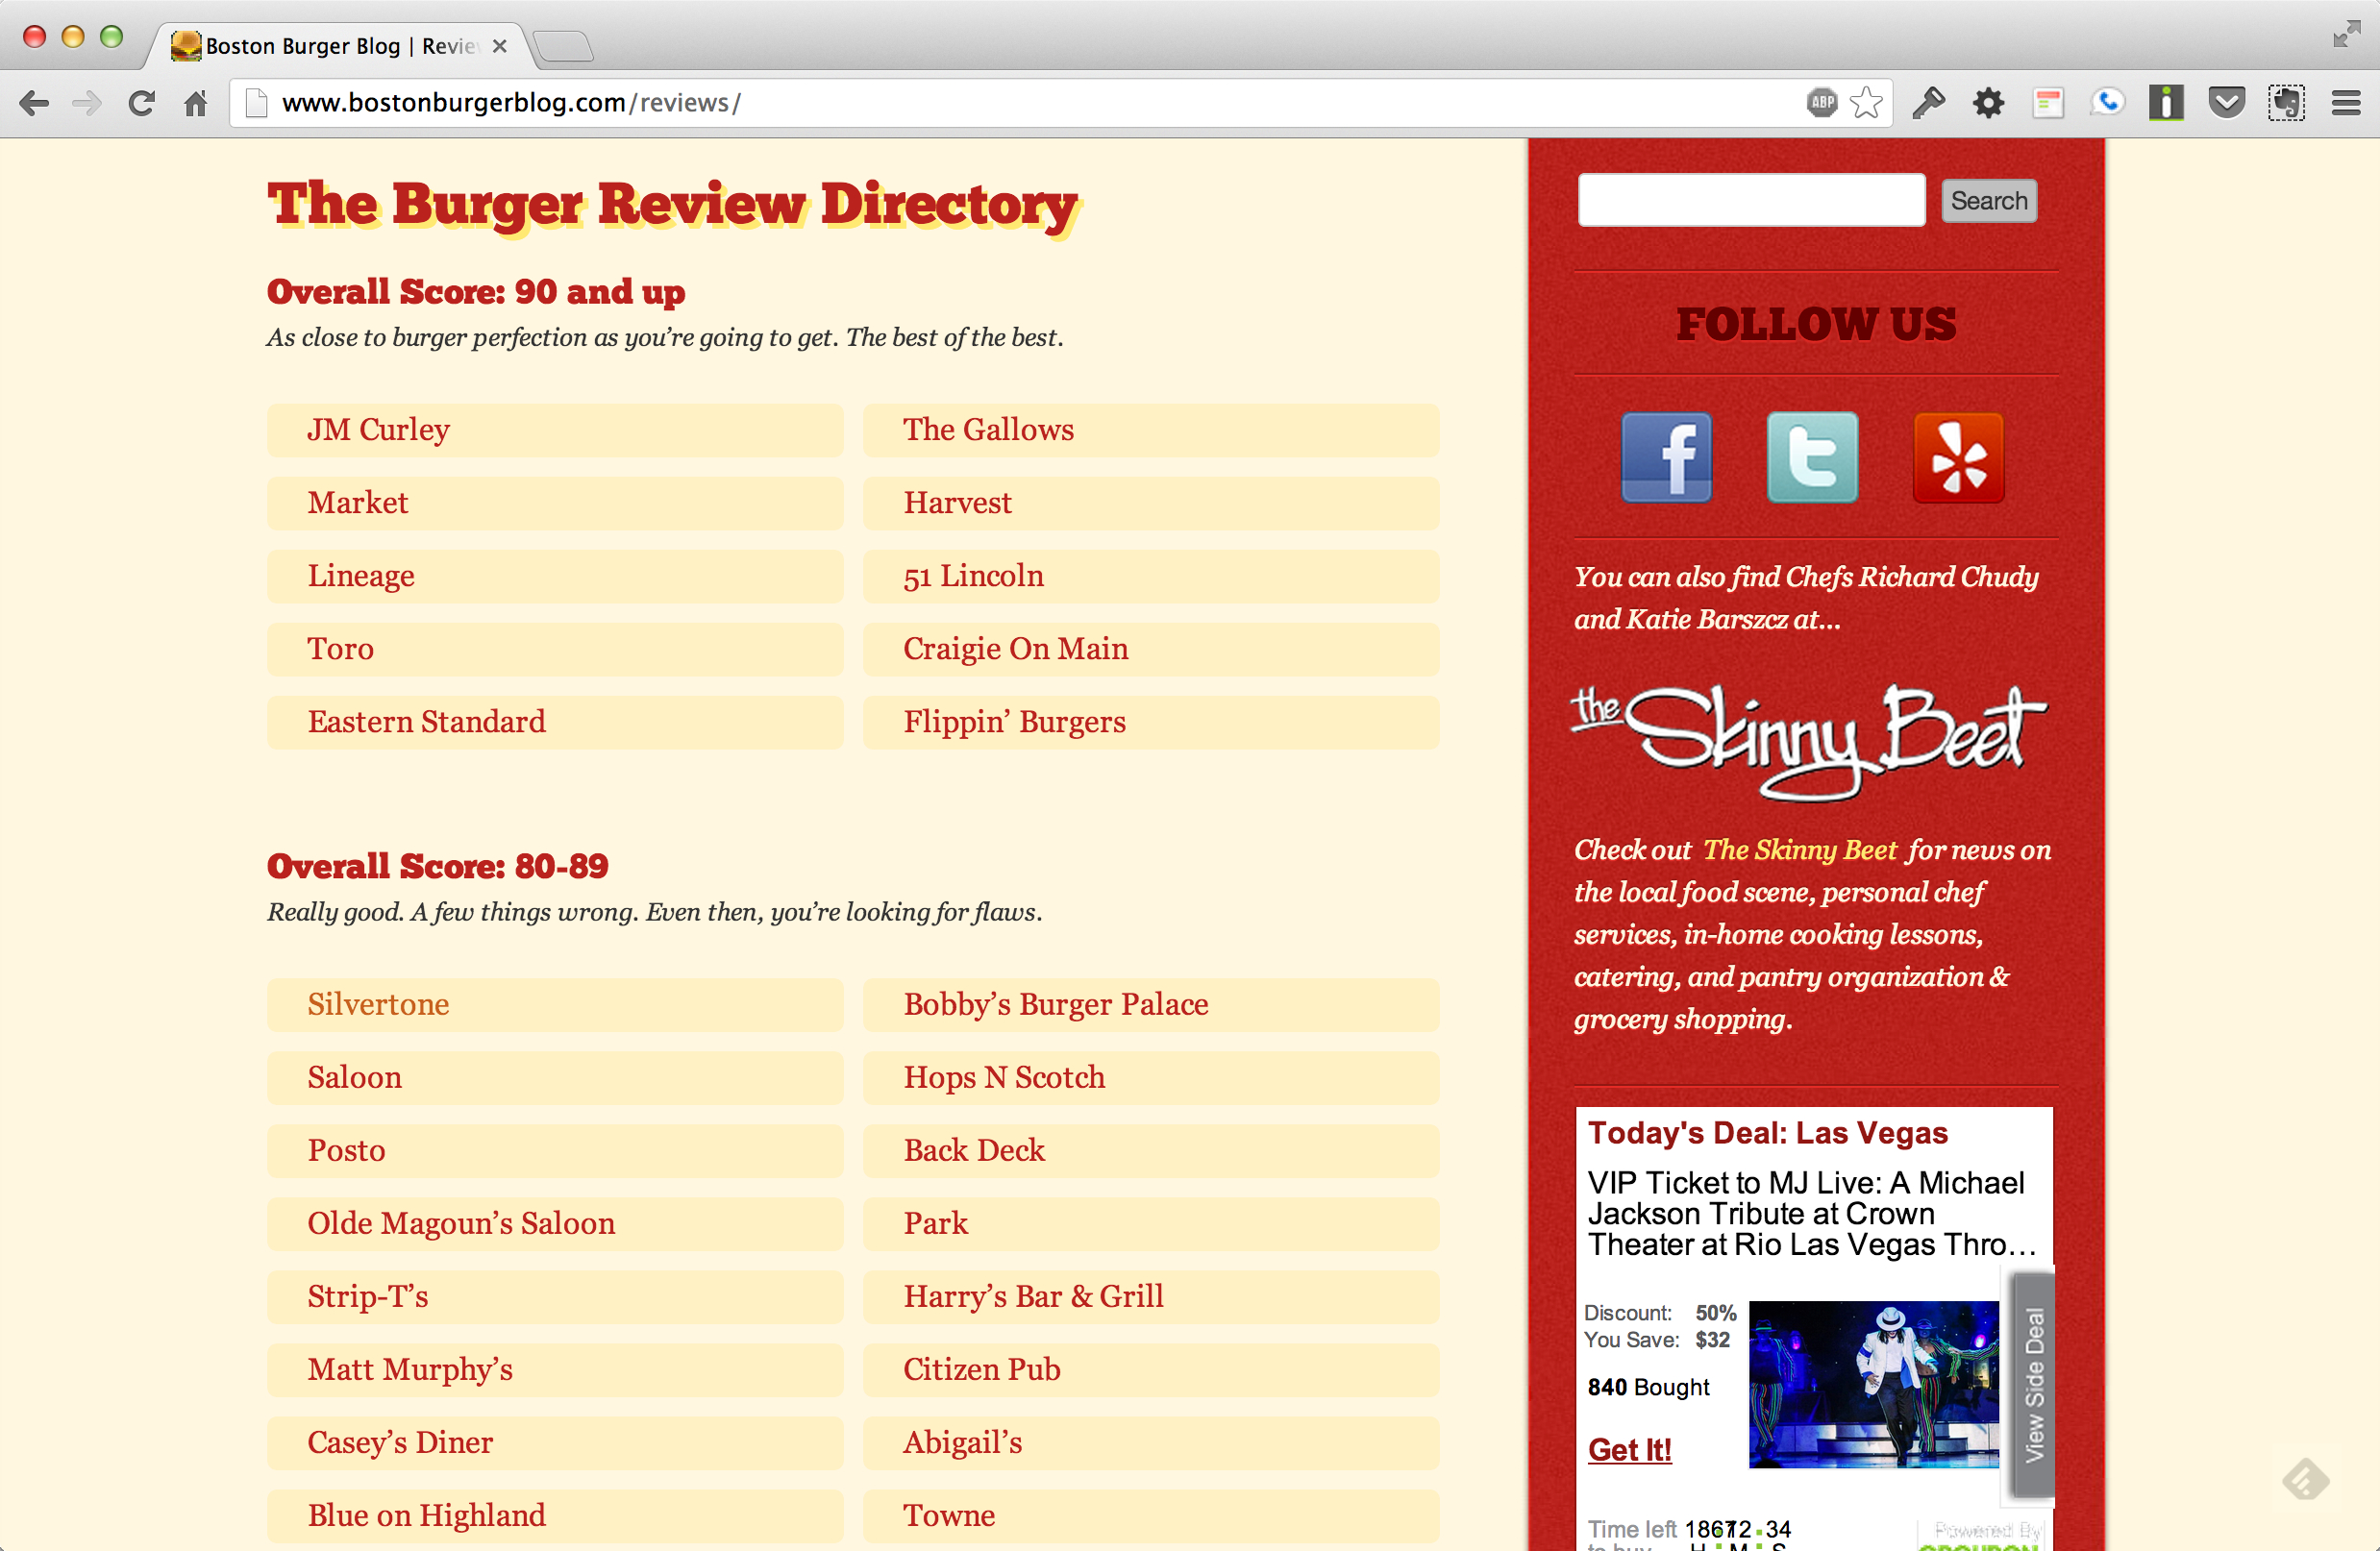 Boston Burger Blog | Revie
www.bostonburgerblog.com/reviews/
ABP
The Burger Review Directory
Overall Score: 90 and up
As close to burger perfection as you’re going to get. The best of the best.
JM Curley
The Gallows
Market
Harvest
Lineage
51 Lincoln
Toro
Craigie On Main
Eastern Standard
Flippin’ Burgers
Overall Score: 80-89
Really good. A few things wrong. Even then, you’re looking for flaws.
Silvertone
Bobby’s Burger Palace
Saloon
Hops N Scotch
Posto
Back Deck
Olde Magoun’s Saloon
Park
Strip-T’s
Harry’s Bar & Grill
Matt Murphy’s
Citizen Pub
Casey’s Diner
Abigail’s
Blue on Highland
Towne
Search
FOLLOW US
You can also find Chefs Richard Chudy
and Katie Barszcz at...
the Skinny Beet
Check out The Skinny Beet for news on
the local food scene, personal chef
services, in-home cooking lessons,
catering, and pantry organization &
grocery shopping.
Today's Deal: Las Vegas
VIP Ticket to MJ Live: A Michael
Jackson Tribute at Crown
Theater at Rio Las Vegas Thro...
Discount: 50%
You Save: $32
840 Bought
Get It!
View Side Deal
Time left
Powered By